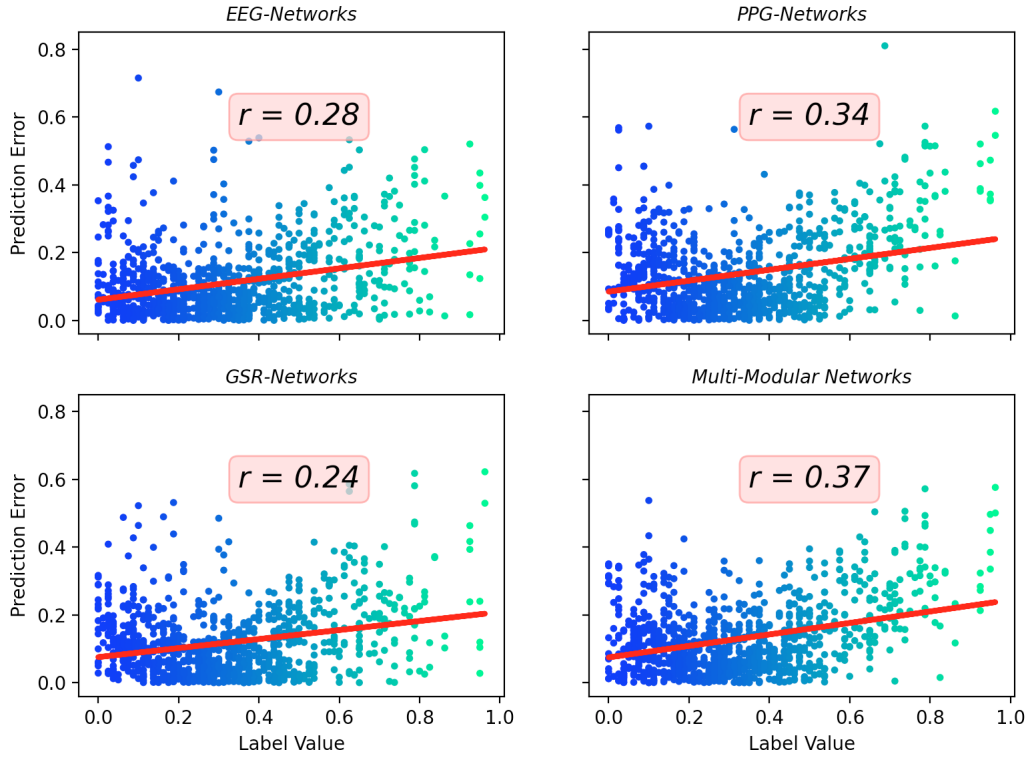 EEG-Networks
PPG-Networks
0.8
0.6
0.4
0.2
0.0
Prediction Error
r = 0.28
r = 0.34
GSR-Networks
Multi-Modular Networks
0.8
0.6
0.4
0.2
0.0
Prediction Error
r = 0.24
r = 0.37
0.0 0.2 0.4 0.6 0.8 1.0
0.0 0.2 0.4 0.6 0.8 1.0
Label Value
Label Value